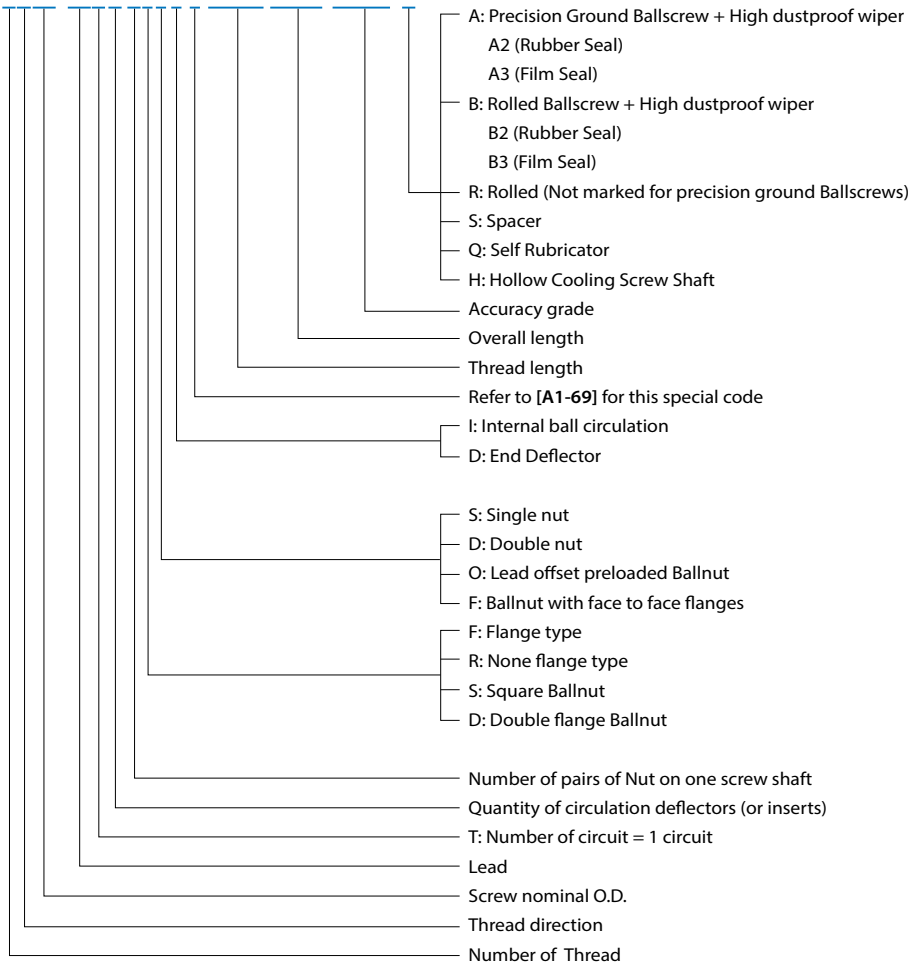 A: Precision Ground Ballscrew + High dustproof wiper
A2 (Rubber Seal)
A3 (Film Seal)
B: Rolled Ballscrew + High dustproof wiper
B2 (Rubber Seal)
B3 (Film Seal)
R: Rolled (Not marked for precision ground Ballscrews)
S: Spacer
Q: Self Rubricator
H: Hollow Cooling Screw Shaft
Accuracy grade
Overall length
Thread length
Refer to [A1-69] for this special code
I: Internal ball circulation
D: End Deflector
S: Single nut
D: Double nut
O: Lead offset preloaded Ballnut
F: Ballnut with face to face flanges
F: Flange type
R: None flange type
S: Square Ballnut
D: Double flange Ballnut
Number of pairs of Nut on one screw shaft
Quantity of circulation deflectors (or inserts)
T: Number of circuit = 1 circuit
Lead
Screw nominal O.D.
Thread direction
Number of Thread